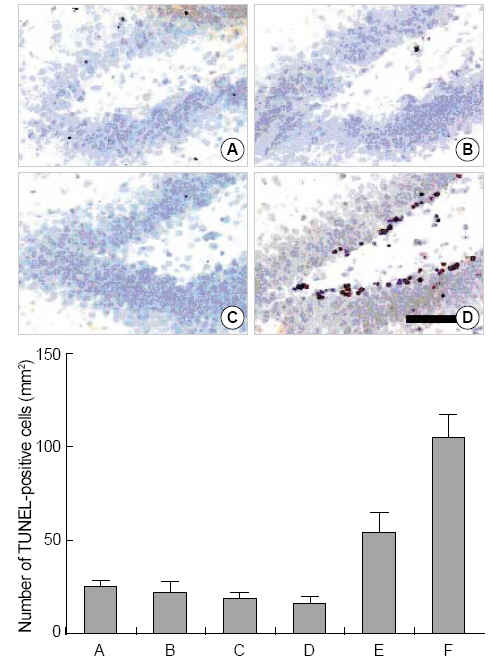 A
B
C
D
150
100
50
0
Number of TUNEL-positive cells (mm²)
A B C D E F